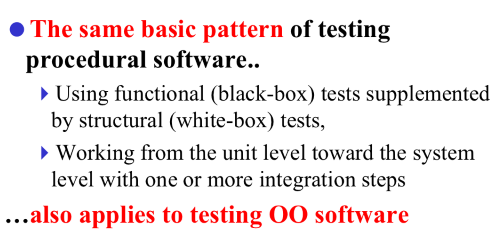 The same basic pattern of testing
procedural software..
Using functional (black-box) tests supplemented
by structural (white-box) tests,
Working from the unit level toward the system
level with one or more integration steps
…also applies to testing OO software